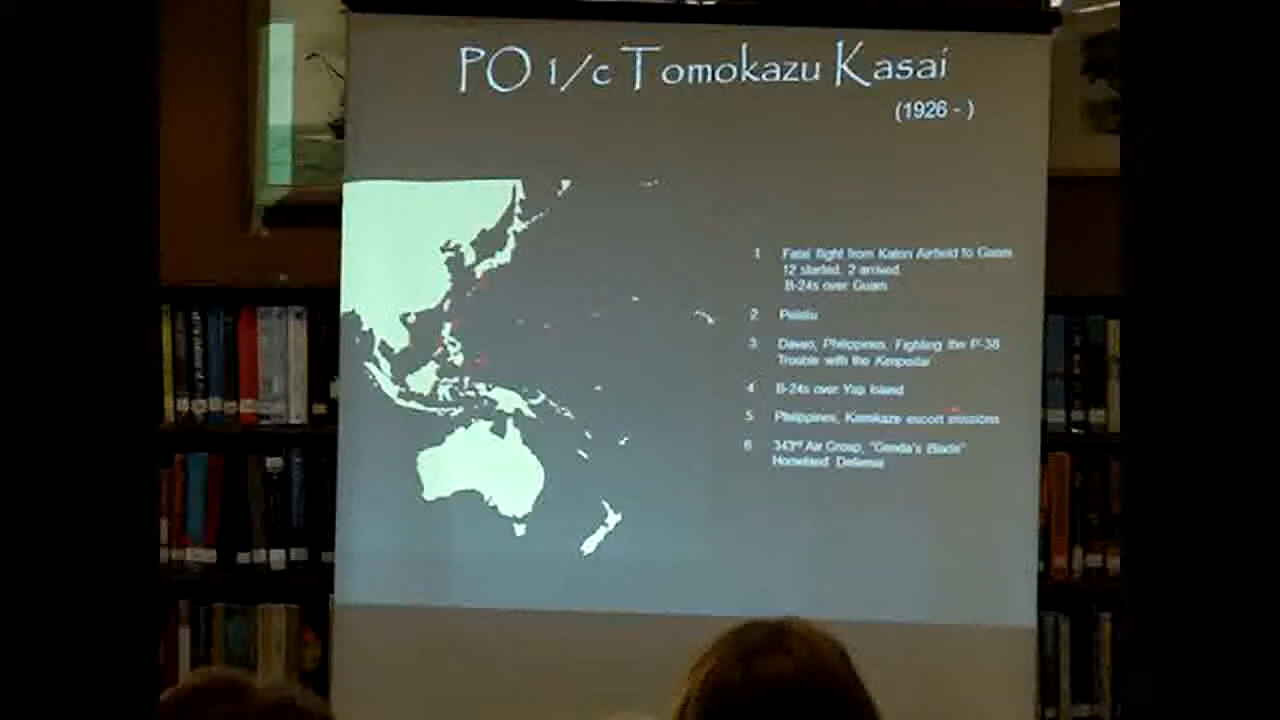 PO 1/c Tomokazu Kasai
(1926 - )
1 Fatal flight from Katori Airfield to Guam
12 started, 2 arrived
B-24s over Guam
2 Peleliu
3 Davao, Philippines, Fighting the P-38
Trouble with the Kempeitai
4 B-24s over Yap Island
5 Philippines, Kamikaze escort missions
6 343rd Air Group, "Genda's Blade"
Homeland Defense